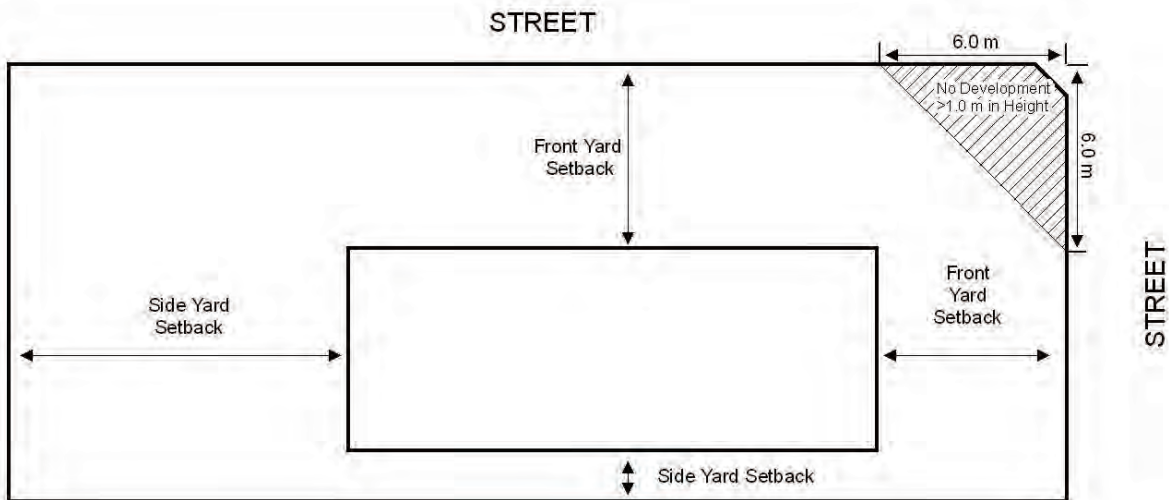 STREET
6.0 m
No Development
>1.0 m in Height
6.0 m
Front Yard
Setback
STREET
Side Yard
Setback
Front
Yard
Setback
Side Yard Setback